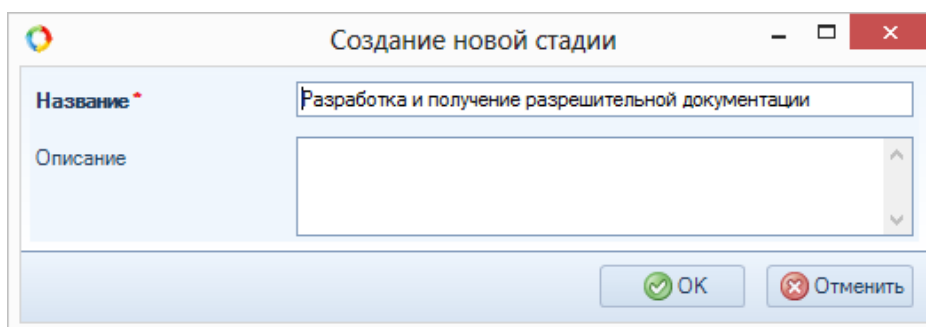 Создание новой стадии
Название*
Разработка и получение разрешительной документации
Описание
OK
Отменить